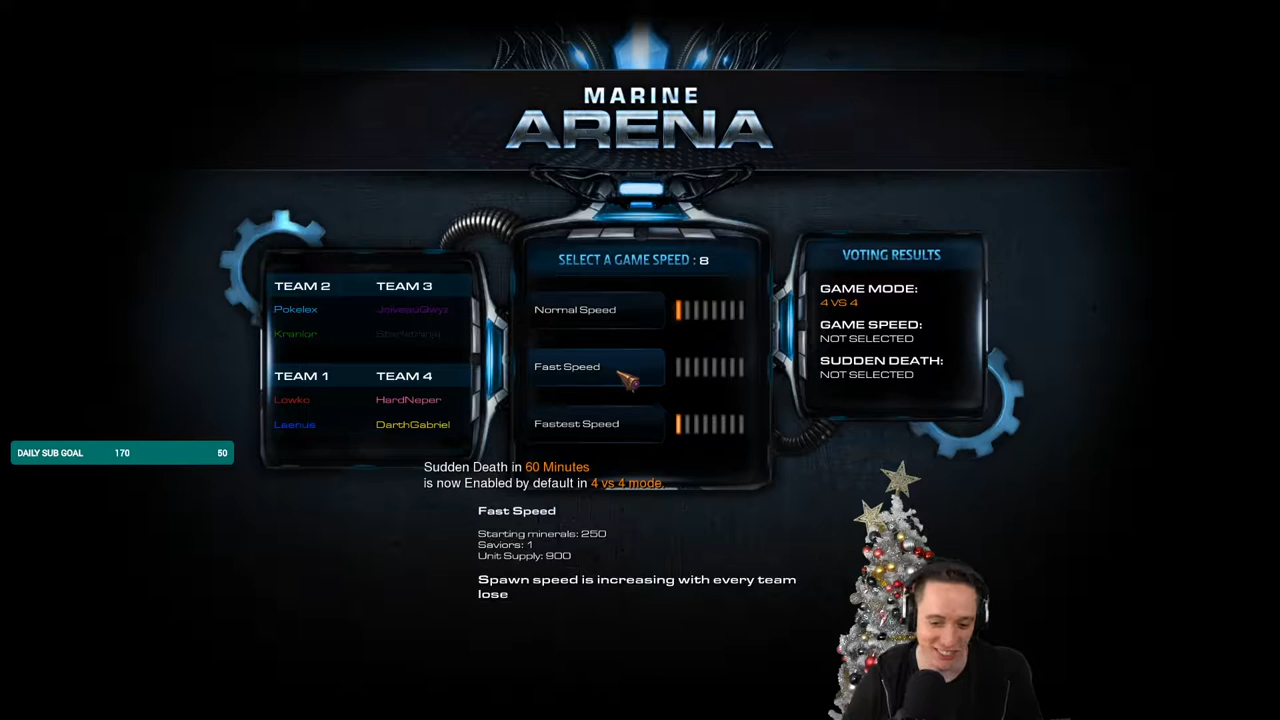 MARINE
ARENA
SELECT A GAME SPEED : 8
Normal Speed
Fast Speed
Fastest Speed
TEAM 2 TEAM 3
Pokelex
Kranior
TEAM 1 TEAM 4
Lowko HardNeper
Laenus DarthGabriel
VOTING RESULTS
GAME MODE:
4 VS 4
GAME SPEED:
NOT SELECTED
SUDDEN DEATH:
NOT SELECTED
DAILY SUB GOAL 170 50
Sudden Death in 60 Minutes
is now Enabled by default in 4 vs 4 mode.
Fast Speed
Starting minerals: 250
Saviors: 1
Unit Supply: 900
Spawn speed is increasing with every team
lose